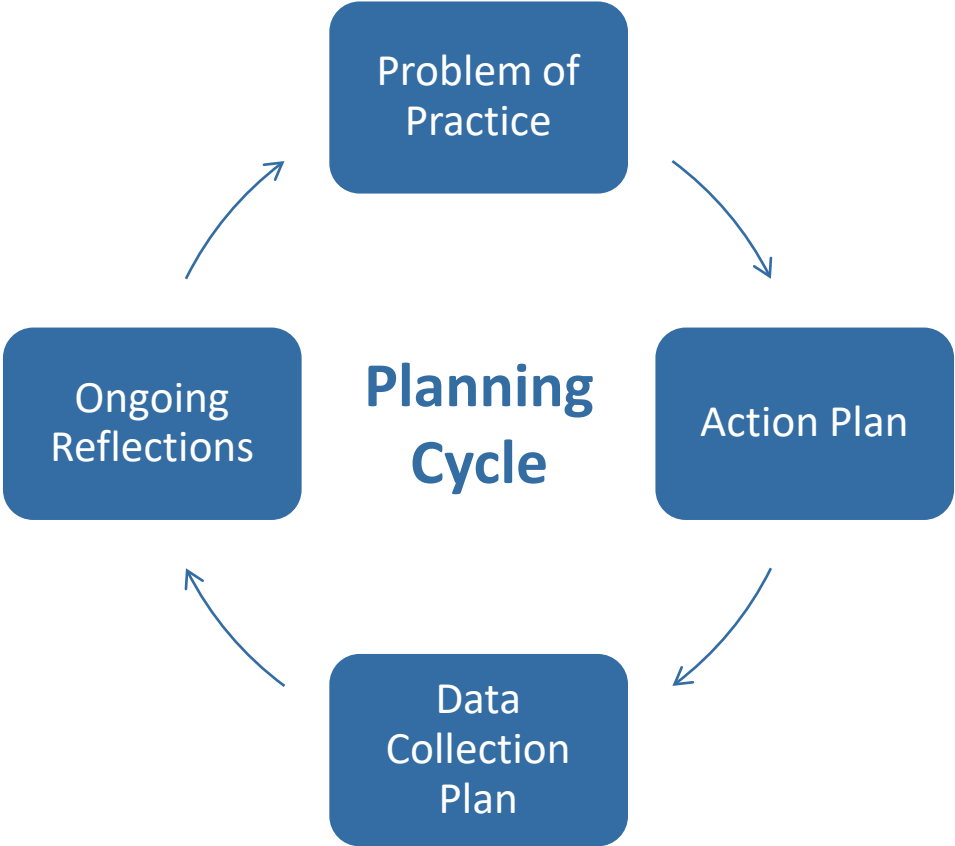 Problem of
Practice
Action Plan
Data
Collection
Plan
Ongoing
Reflections
Planning
Cycle